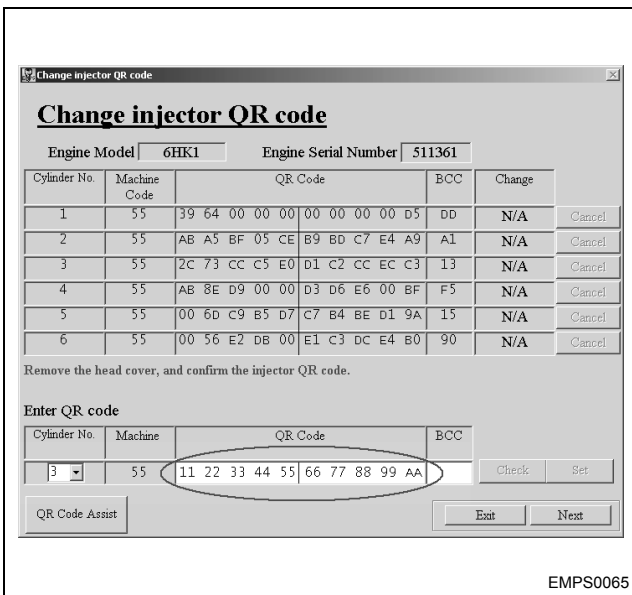 Change injector QR code
Change injector QR code
Engine Model 6HK1 Engine Serial Number 511361
Cylinder No. Machine Code QR Code BCC Change
1 55 39 64 00 00 00 00 00 00 00 D5 DD N/A Cancel
2 55 AB A5 BF 05 CE B9 BD C7 E4 A9 A1 N/A Cancel
3 55 2C 73 CC C5 E0 D1 C2 CC EC C3 13 N/A Cancel
4 55 AB 8E D9 00 00 D3 D6 E6 00 BF F5 N/A Cancel
5 55 00 6D C9 B5 D7 C7 B4 BE D1 9A 15 N/A Cancel
6 55 00 56 E2 DB 00 E1 C3 DC E4 B0 90 N/A Cancel
Remove the head cover, and confirm the injector QR code.
Enter QR code
Cylinder No. Machine QR Code BCC
3 55 11 22 33 44 55 66 77 88 99 AA Check Set
QR Code Assist Exit Next
EMPS0065